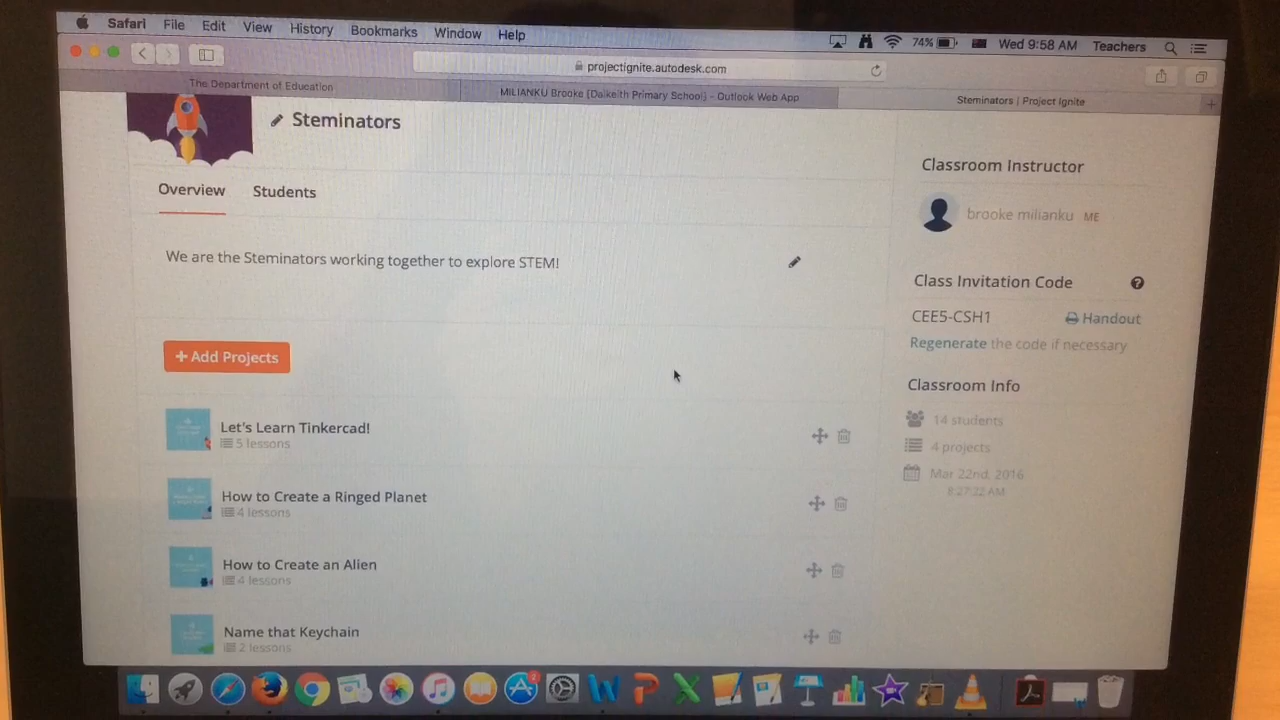 Safari File Edit View History Bookmarks Window Help 74% Wed 9:58 AM Teachers
projectignite.autodesk.com
The Department of Education
MILIANKU Brooke (Dalkeith Primary School) - Outlook Web App
Steminators | Project Ignite
Steminators
Overview Students
We are the Steminators working together to explore STEM!
+ Add Projects
Let's Learn Tinkercad!
5 lessons
How to Create a Ringed Planet
4 lessons
How to Create an Alien
4 lessons
Name that Keychain
2 lessons
Classroom Instructor
brooke milianku ME
Class Invitation Code
CEE5-CSH1 Handout
Regenerate the code if necessary
Classroom Info
14 students
4 projects
Mar 22nd, 2016
8:27:22 AM
2